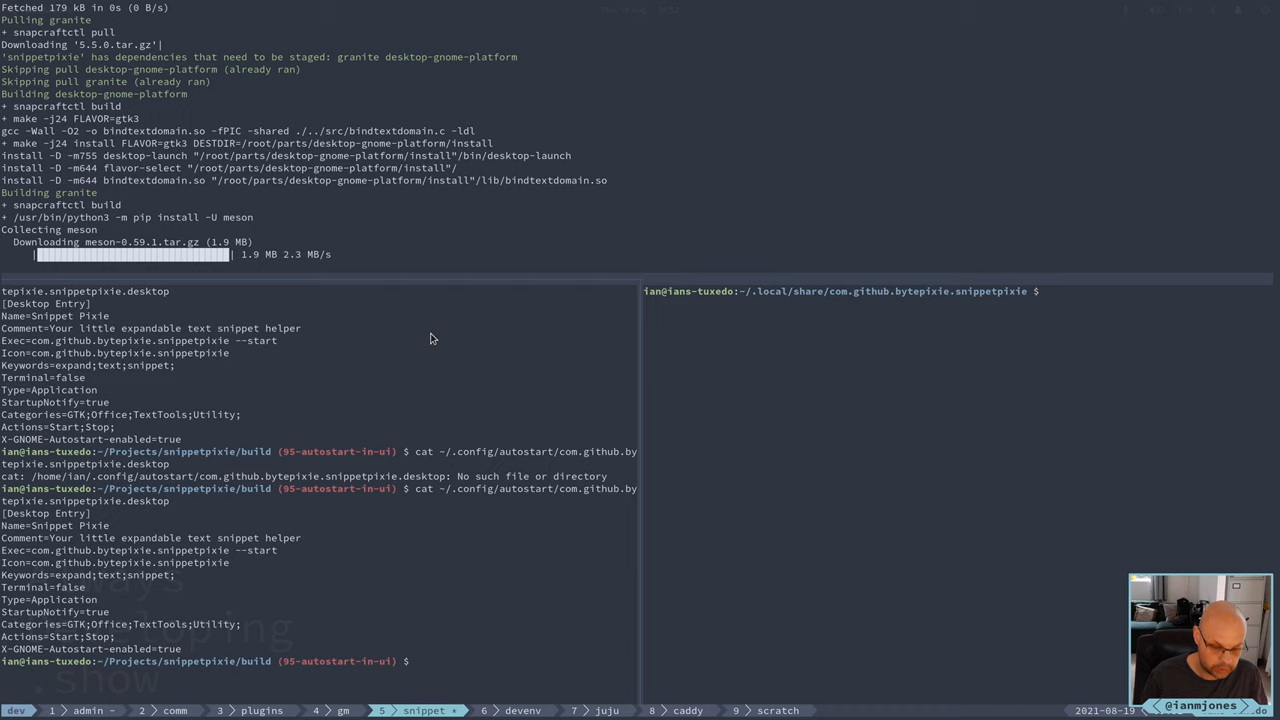 Fetched 179 kB in 0s (0 B/s)
Pulling granite
+ snapcraftctl pull
Downloading '5.5.0.tar.gz'|
'snippetpixie' has dependencies that need to be staged: granite desktop-gnome-platform
Skipping pull desktop-gnome-platform (already ran)
Skipping pull granite (already ran)
Building desktop-gnome-platform
+ snapcraftctl build
+ make -j24 FLAVOR=gtk3
gcc -Wall -O2 -o bindtextdomain.so -fPIC -shared ./../src/bindtextdomain.c -ldl
+ make -j24 install FLAVOR=gtk3 DESTDIR=/root/parts/desktop-gnome-platform/install
install -D -m755 desktop-launch "/root/parts/desktop-gnome-platform/install"/bin/desktop-launch
install -D -m644 flavor-select "/root/parts/desktop-gnome-platform/install"/
install -D -m644 bindtextdomain.so "/root/parts/desktop-gnome-platform/install"/lib/bindtextdomain.so
Building granite
+ snapcraftctl build
+ /usr/bin/python3 -m pip install -U meson
Collecting meson
Downloading meson-0.59.1.tar.gz (1.9 MB)
| | 1.9 MB 2.3 MB/s
tepixie.snippetpixie.desktop
[Desktop Entry]
Name=Snippet Pixie
Comment=Your little expandable text snippet helper
Exec=com.github.bytepixie.snippetpixie --start
Icon=com.github.bytepixie.snippetpixie
Keywords=expand;text;snippet;
Terminal=false
Type=Application
StartupNotify=true
Categories=GTK;Office;TextTools;Utility;
Actions=Start;Stop;
X-GNOME-Autostart-enabled=true
ian@ians-tuxedo:~/Projects/snippetpixie/build (95-autostart-in-ui) $ cat ~/.config/autostart/com.github.by
tepixie.snippetpixie.desktop
cat: /home/ian/.config/autostart/com.github.bytepixie.snippetpixie.desktop: No such file or directory
ian@ians-tuxedo:~/Projects/snippetpixie/build (95-autostart-in-ui) $ cat ~/.config/autostart/com.github.by
tepixie.snippetpixie.desktop
[Desktop Entry]
Name=Snippet Pixie
Comment=Your little expandable text snippet helper
Exec=com.github.bytepixie.snippetpixie --start
Icon=com.github.bytepixie.snippetpixie
Keywords=expand;text;snippet;
Terminal=false
Type=Application
StartupNotify=true
Categories=GTK;Office;TextTools;Utility;
Actions=Start;Stop;
X-GNOME-Autostart-enabled=true
ian@ians-tuxedo:~/Projects/snippetpixie/build (95-autostart-in-ui) $
ian@ians-tuxedo:~/.local/share/com.github.bytepixie.snippetpixie $
.show
dev 1 admin - 2 comm 3 plugins 4 gm 5 snippet * 6 devenv 7 juju 8 caddy 9 scratch 2021-08-19
@ianmjones